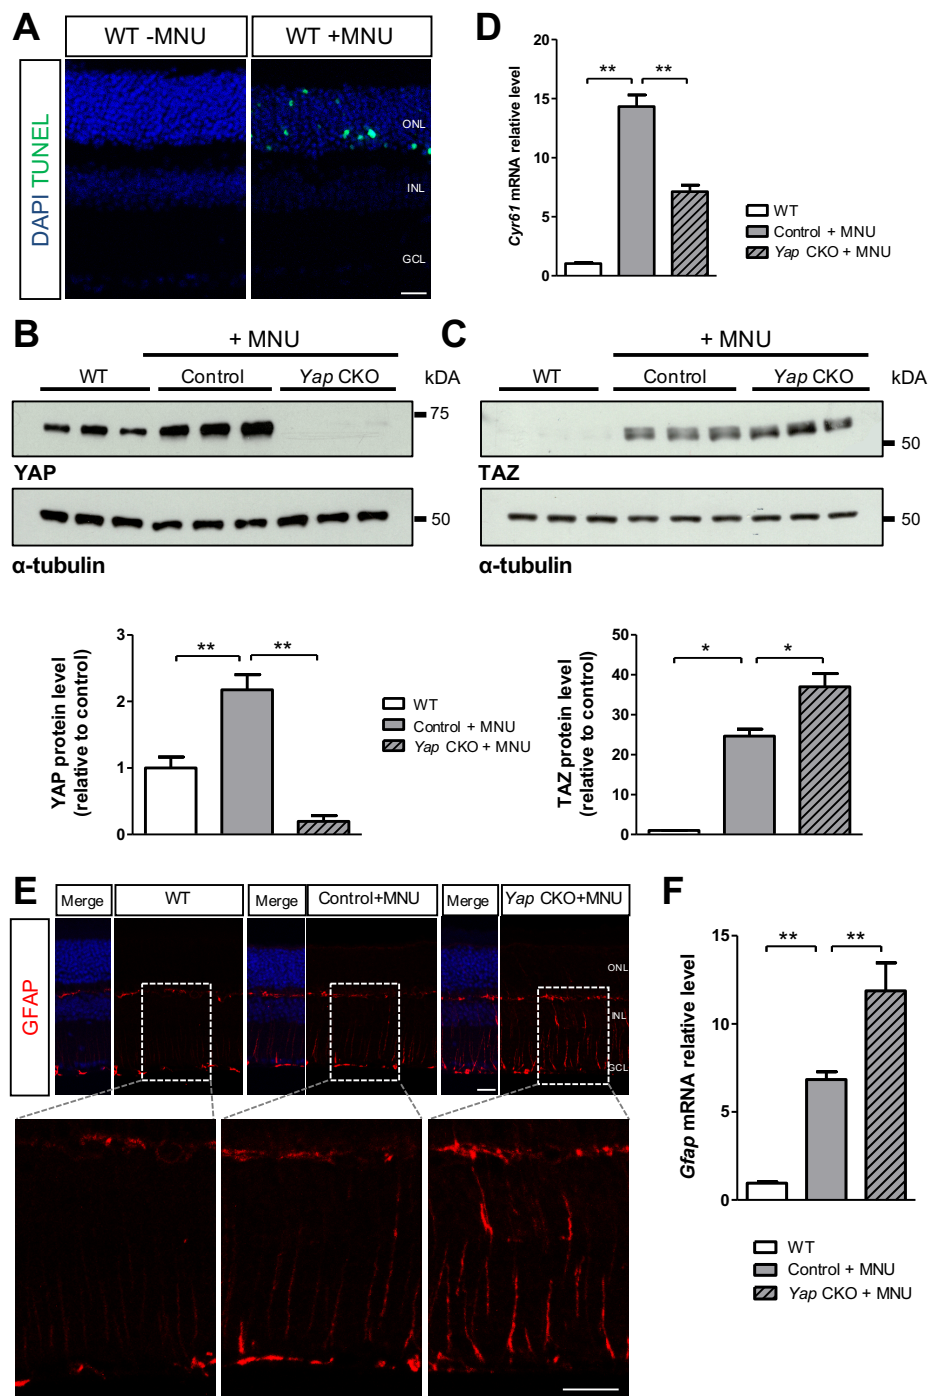 A
WT -MNU
WT +MNU
DAPI TUNEL
ONL
INL
GCL
D
20
15
10
5
0
Cyr61 mRNA relative level
**
**
WT
Control + MNU
Yap CKO + MNU
B
+ MNU
WT
Control
Yap CKO
kDA
75
YAP
50
α-tubulin
3
2
1
0
YAP protein level
(relative to control)
**
**
WT
Control + MNU
Yap CKO + MNU
C
+ MNU
WT
Control
Yap CKO
kDA
50
TAZ
50
α-tubulin
50
40
30
20
10
0
TAZ protein level
(relative to control)
*
*
E
Merge
WT
Merge
Control+MNU
Merge
Yap CKO+MNU
GFAP
ONL
INL
GCL
F
15
10
5
0
Gfap mRNA relative level
**
**
WT
Control + MNU
Yap CKO + MNU